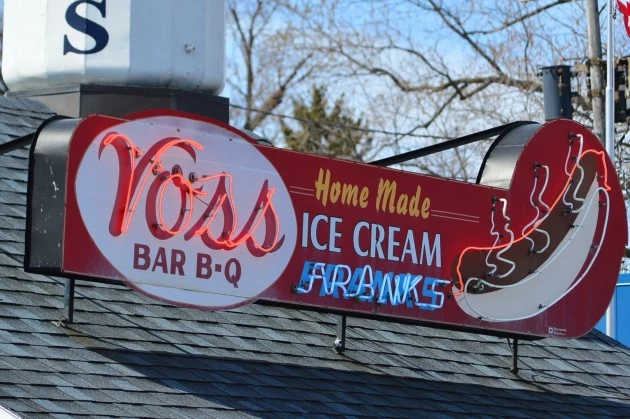 S
Voss
BAR B-Q
Home Made
ICE CREAM
FRANKS